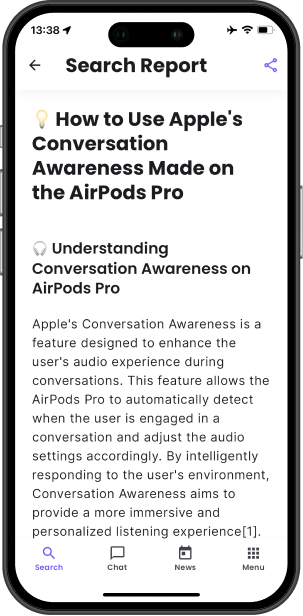 13:38
Search Report
💡 How to Use Apple's
Conversation
Awareness Made on
the AirPods Pro
🎧 Understanding
Conversation Awareness on
AirPods Pro
Apple's Conversation Awareness is a
feature designed to enhance the
user's audio experience during
conversations. This feature allows the
AirPods Pro to automatically detect
when the user is engaged in a
conversation and adjust the audio
settings accordingly. By intelligently
responding to the user's environment,
Conversation Awareness aims to
provide a more immersive and
personalized listening experience[1].
Search Chat News Menu